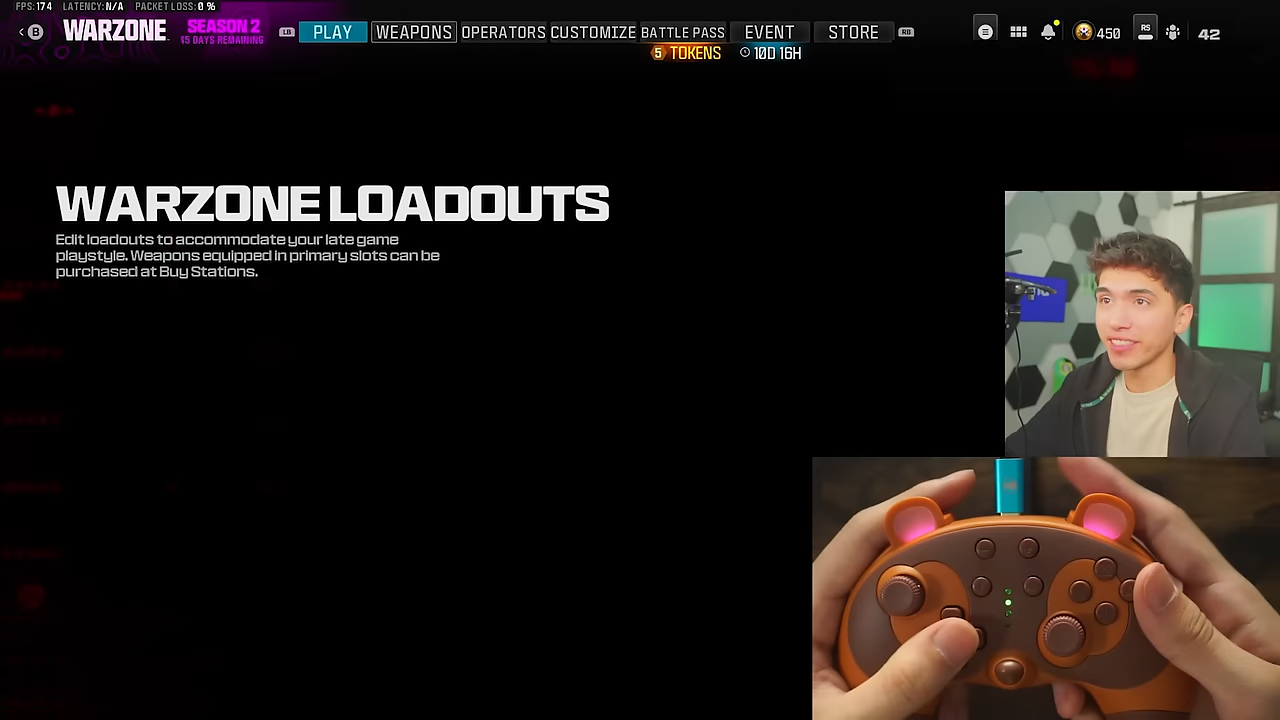 FPS:174 LATENCY:N/A PACKET LOSS:0 %
B WARZONE SEASON 2 LB PLAY WEAPONS OPERATORS CUSTOMIZE BATTLE PASS EVENT STORE RB 450 RS 42
15 DAYS REMAINING
5 TOKENS 10D 16H
WARZONE LOADOUTS
Edit loadouts to accommodate your late game
playstyle. Weapons equipped in primary slots can be
purchased at Buy Stations.